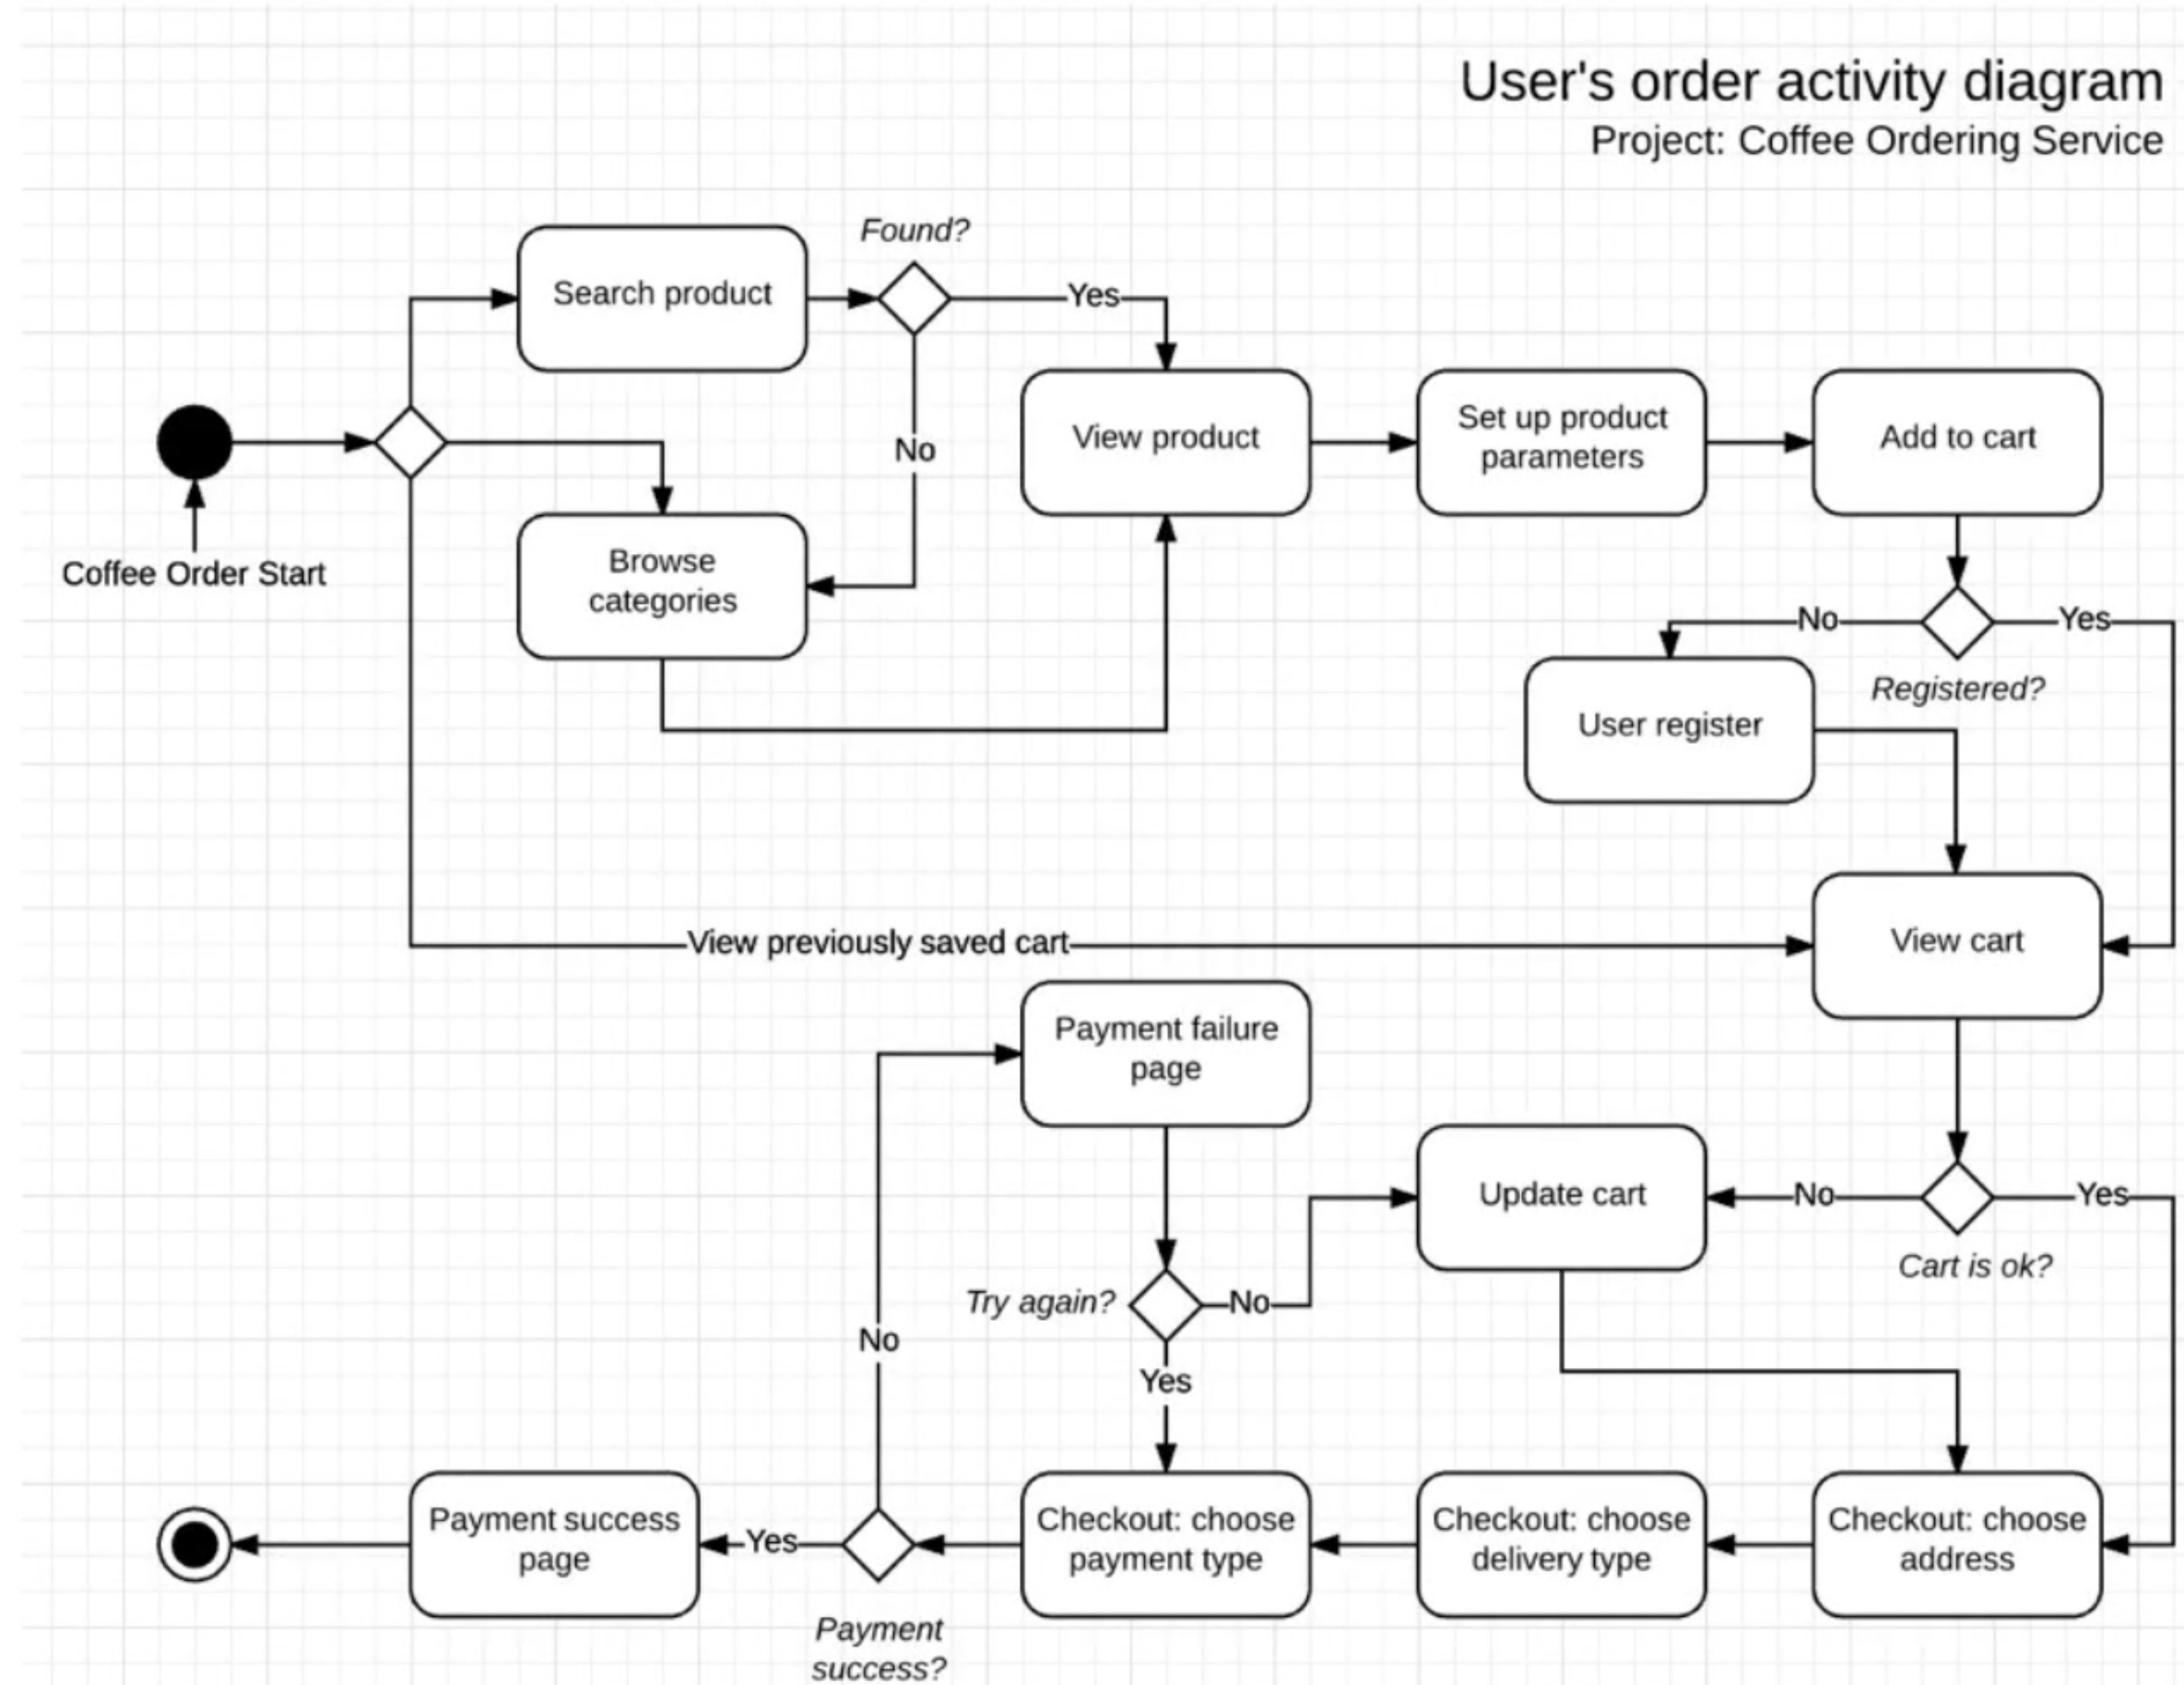 User's order activity diagram
Project: Coffee Ordering Service
Found?
Search product
Yes
No
View product
Set up product
parameters
Add to cart
Coffee Order Start
Browse
categories
No
Yes
Registered?
User register
View previously saved cart
View cart
Payment failure
page
Update cart
No
Yes
Cart is ok?
Try again?
No
No
Yes
Payment success
page
Yes
Checkout: choose
payment type
Checkout: choose
delivery type
Checkout: choose
address
Payment
success?